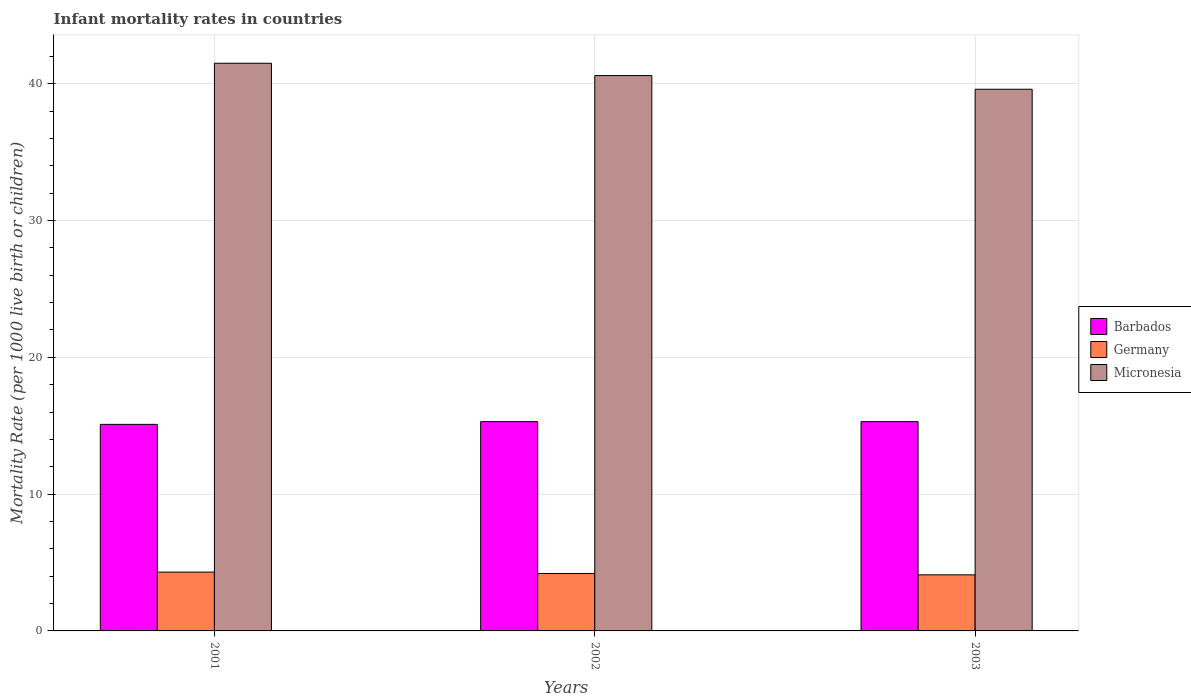 Infant mortality rates in countries
Mortality Rate (per 1000 live birth or children)
40
30
20
10
0
2001
2002
2003
Years
Barbados
Germany
Micronesia